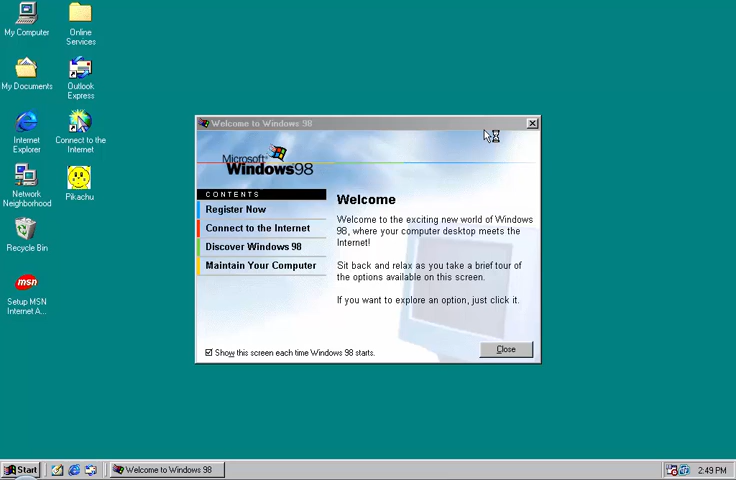 My Computer
Online
Services
My Documents
Outlook
Express
Internet
Explorer
Connect to the
Internet
Network
Neighborhood
Pikachu
Recycle Bin
msn
Setup MSN
Internet A...
Welcome to Windows 98
Microsoft
Windows98
CONTENTS
Register Now
Connect to the Internet
Discover Windows 98
Maintain Your Computer
Welcome
Welcome to the exciting new world of Windows
98, where your computer desktop meets the
Internet!
Sit back and relax as you take a brief tour of
the options available on this screen.
If you want to explore an option, just click it.
Show this screen each time Windows 98 starts.
Close
Start
Welcome to Windows 98
2:49 PM